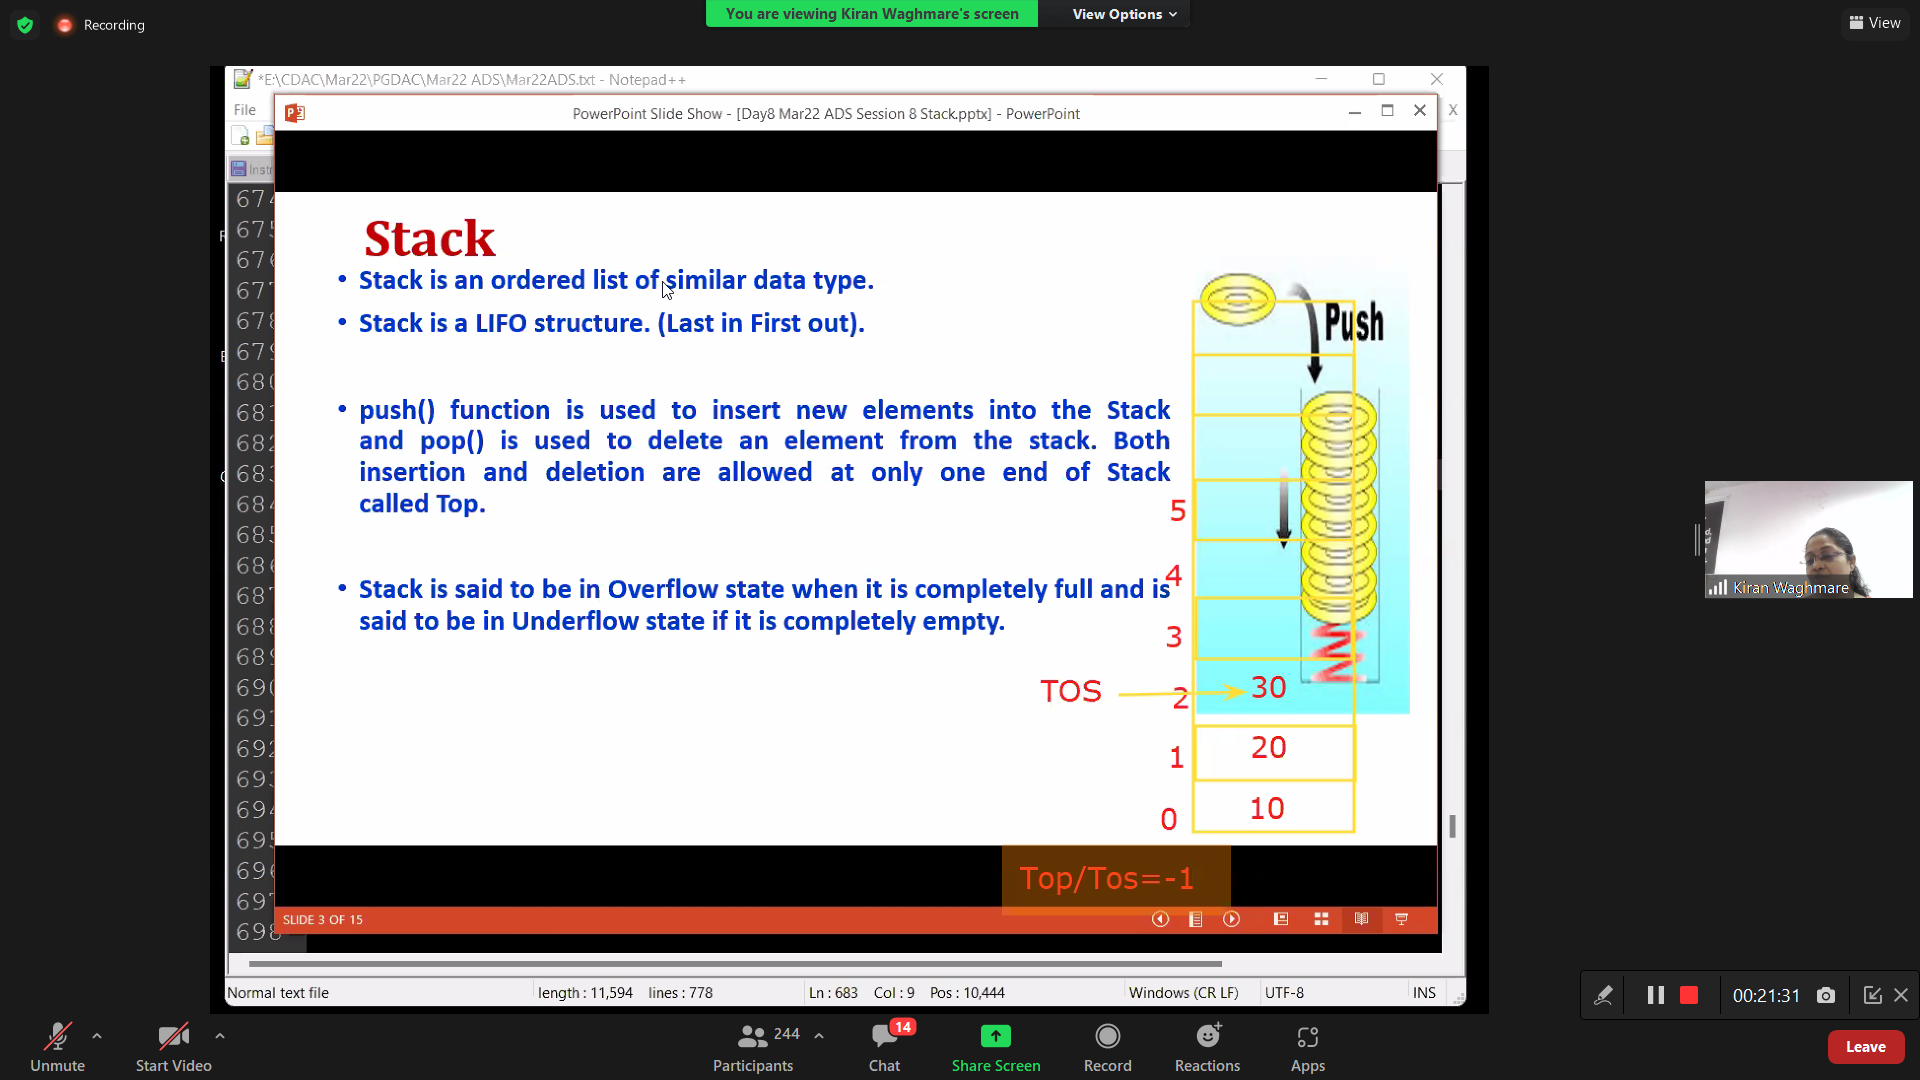 Recording
You are viewing Kiran Waghmare's screen
View Options
View
*E:\CDAC\Mar22\PGDAC\Mar22 ADS\Mar22ADS.txt - Notepad++
File
X
PowerPoint Slide Show - [Day8 Mar22 ADS Session 8 Stack.pptx] - PowerPoint
Stack
• Stack is an ordered list of similar data type.
• Stack is a LIFO structure. (Last in First out).
• push() function is used to insert new elements into the Stack
and pop() is used to delete an element from the stack. Both
insertion and deletion are allowed at only one end of Stack
called Top.
• Stack is said to be in Overflow state when it is completely full and is
said to be in Underflow state if it is completely empty.
Push
5
4
3
TOS
2
30
1
20
0
10
Top/Tos=-1
SLIDE 3 OF 15
674
675
676
677
678
679
680
681
682
683
684
685
686
687
688
689
690
691
692
693
694
695
696
697
698
Normal text file
length : 11,594 lines : 778
Ln : 683 Col : 9 Pos : 10,444
Windows (CR LF)
UTF-8
INS
Kiran Waghmare
00:21:31
Unmute
Start Video
244
Participants
14
Chat
Share Screen
Record
Reactions
Apps
Leave